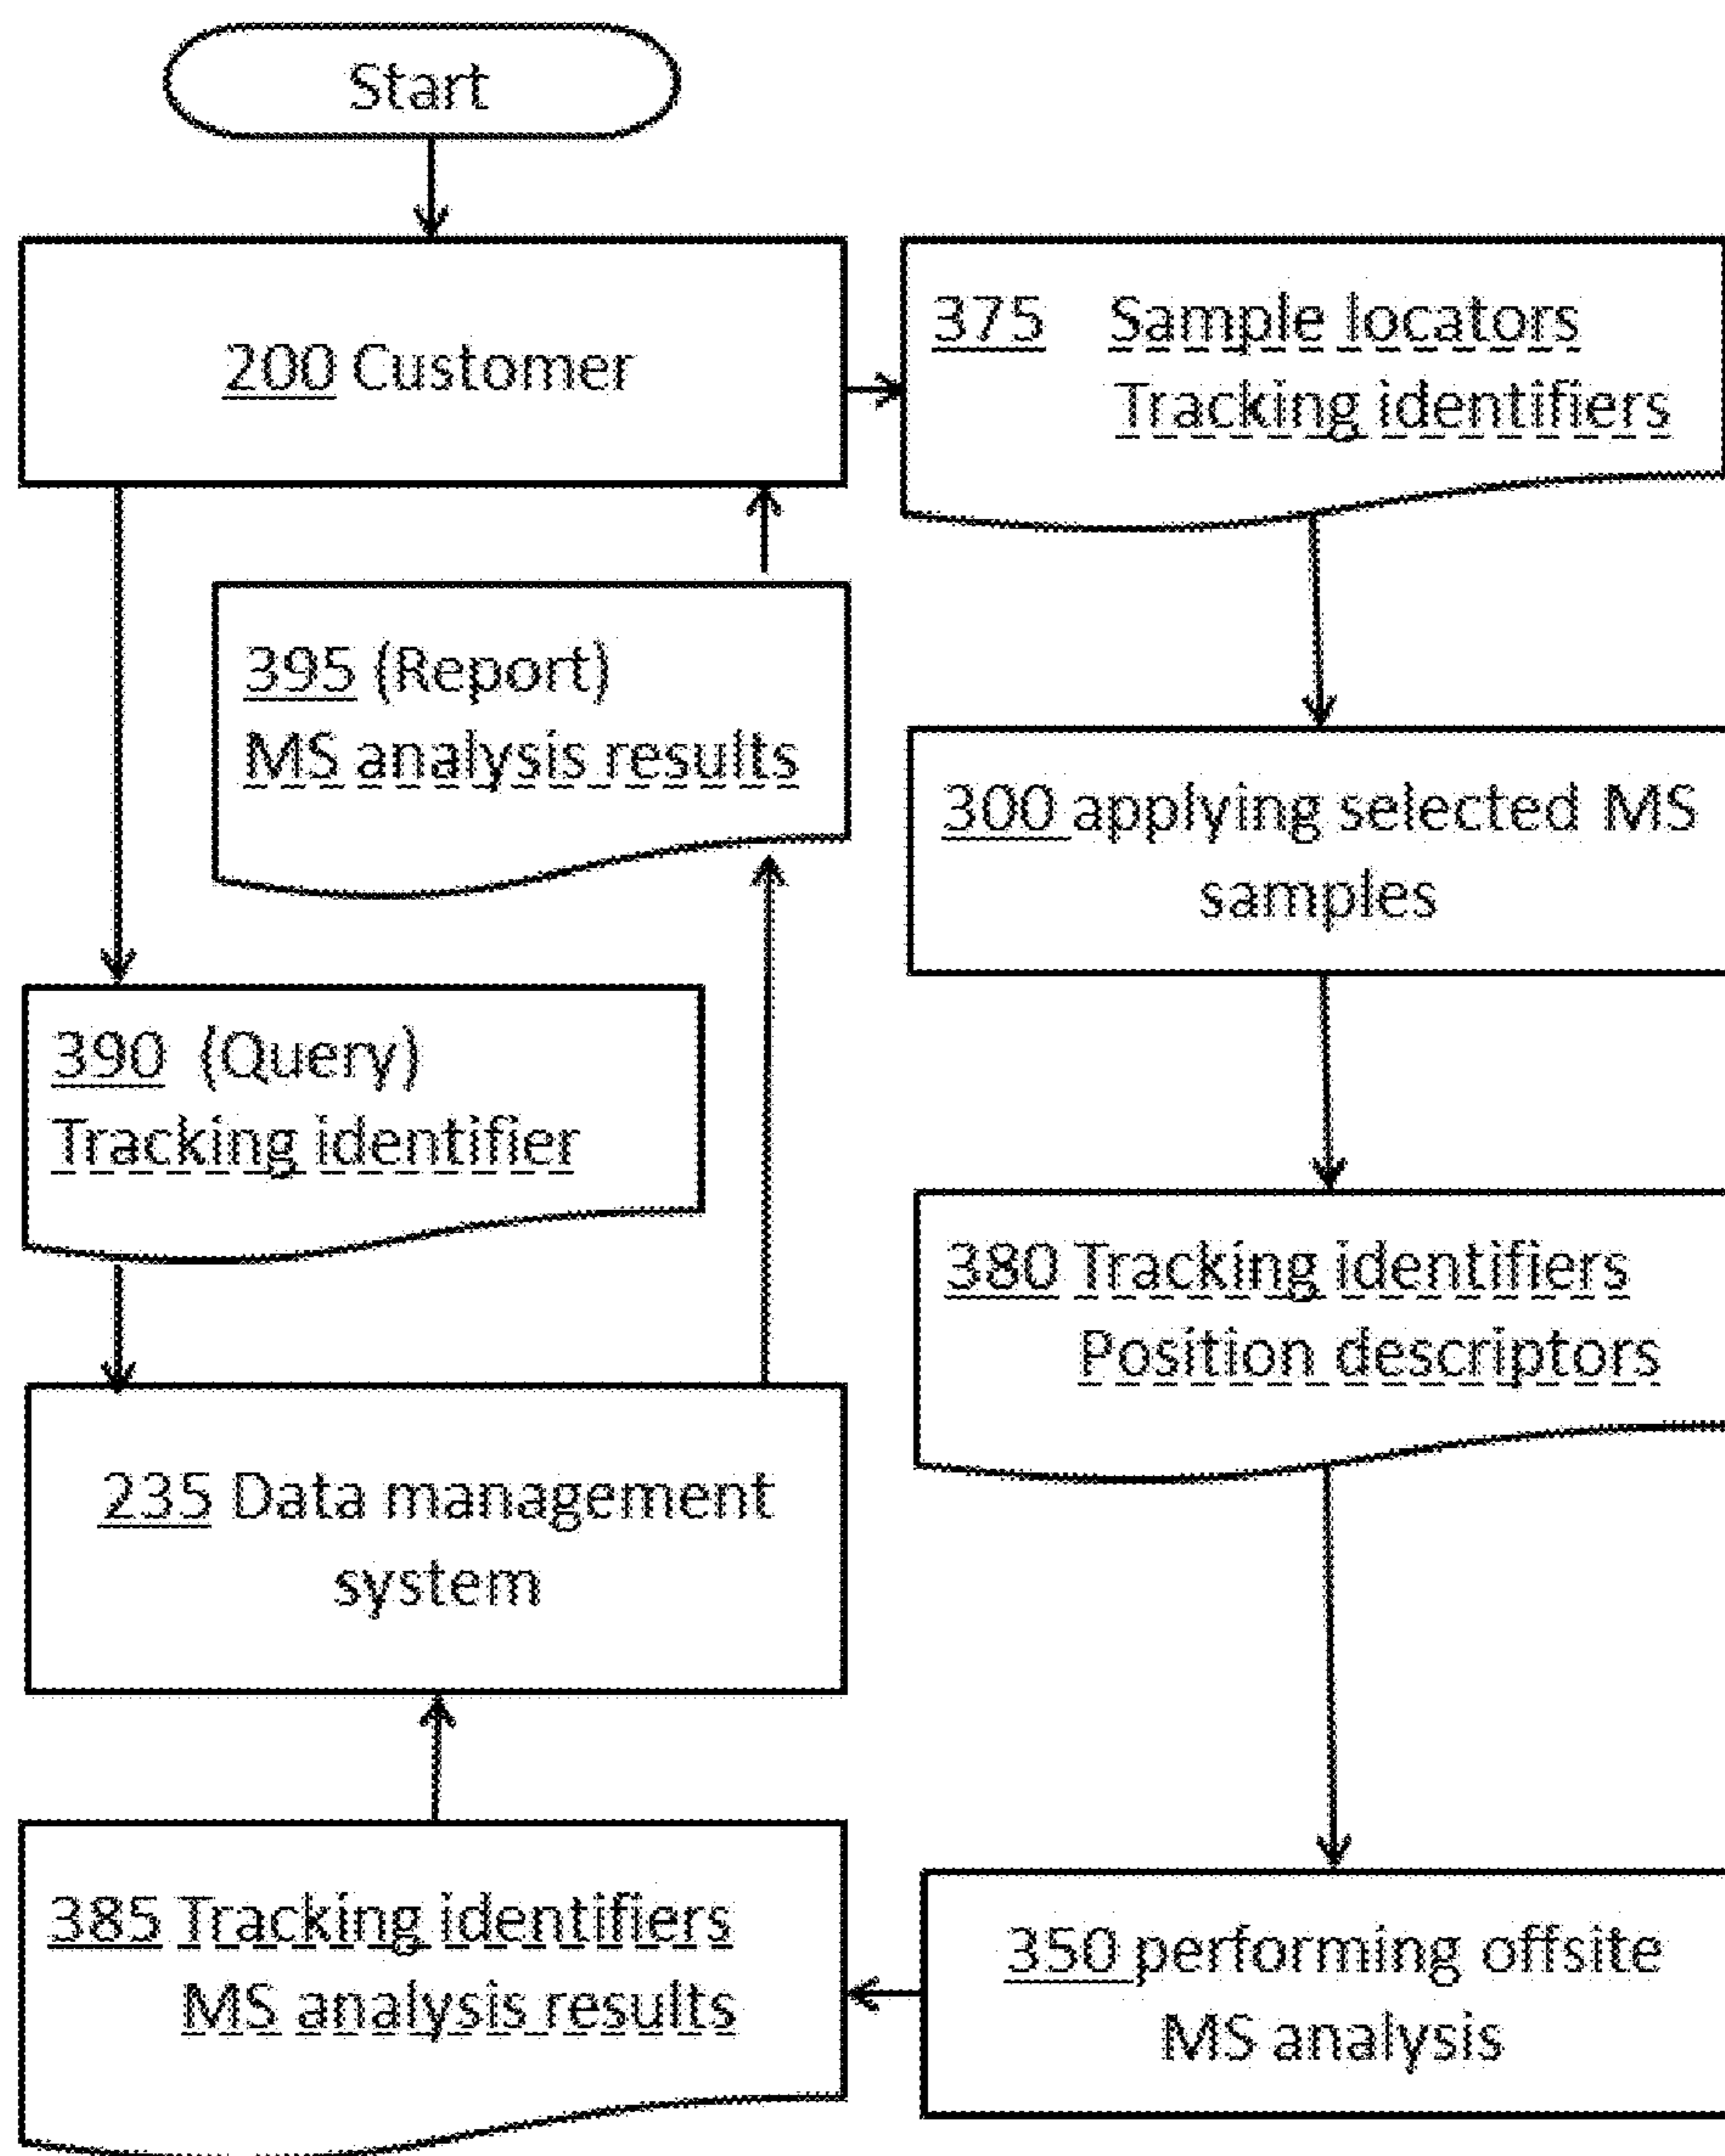 Start
200 Customer
375 Sample locators
Tracking identifiers
395 (Report)
MS analysis results
300 applying selected MS
samples
390 (Query)
Tracking identifier
380 Tracking identifiers
Position descriptors
235 Data management
system
385 Tracking identifiers
MS analysis results
350 performing offsite
MS analysis